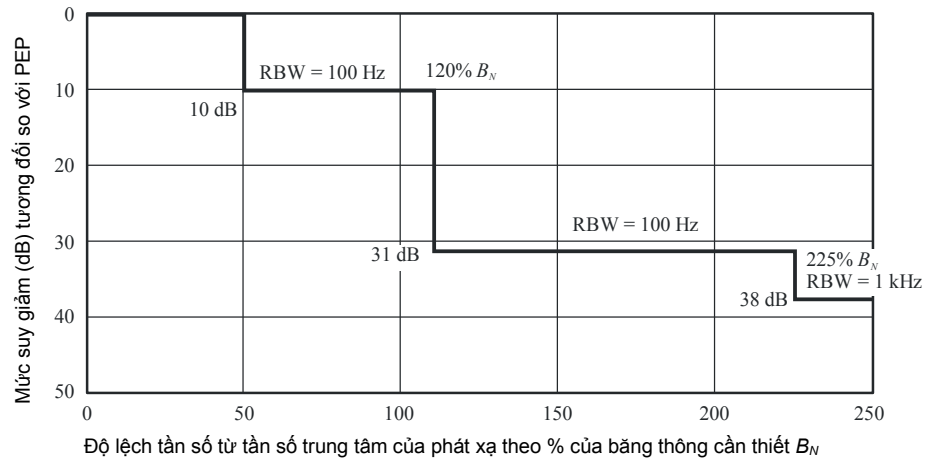 Mức suy giảm (dB) tương đối so với PEP
0
10
20
30
40
50
RBW = 100 Hz
120% B_N
10 dB
RBW = 100 Hz
31 dB
225% B_N
RBW = 1 kHz
38 dB
0 50 100 150 200 250
Độ lệch tần số từ tần số trung tâm của phát xạ theo % của băng thông cần thiết B_N